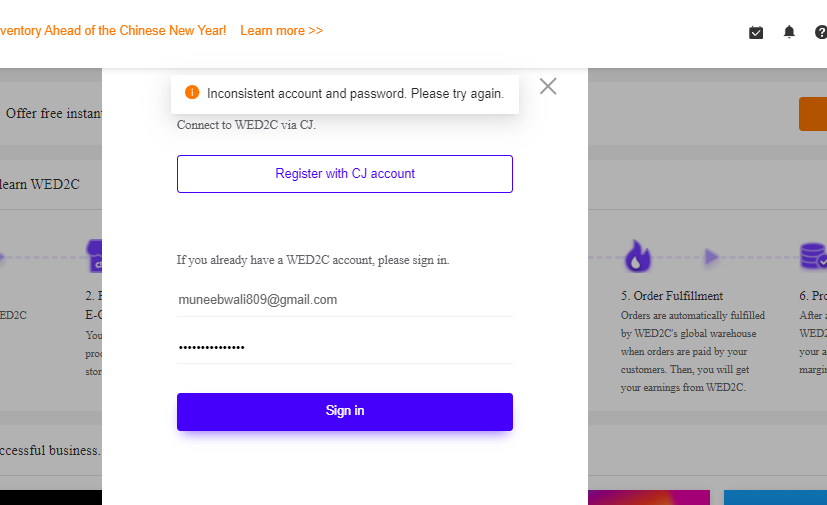 ventory Ahead of the Chinese New Year! Learn more >>
Inconsistent account and password. Please try again.
Offer free instan
Connect to WED2C via CJ.
Register with CJ account
learn WED2C
If you already have a WED2C account, please sign in.
muneebwali809@gmail.com
Sign in
ED2C
2. F
E-C
You
proc
stor
5. Order Fulfillment
Orders are automatically fulfilled
by WED2C's global warehouse
when orders are paid by your
customers. Then, you will get
your earnings from WED2C.
6. Pro
After a
WED2
your a
margin
ccessful business.